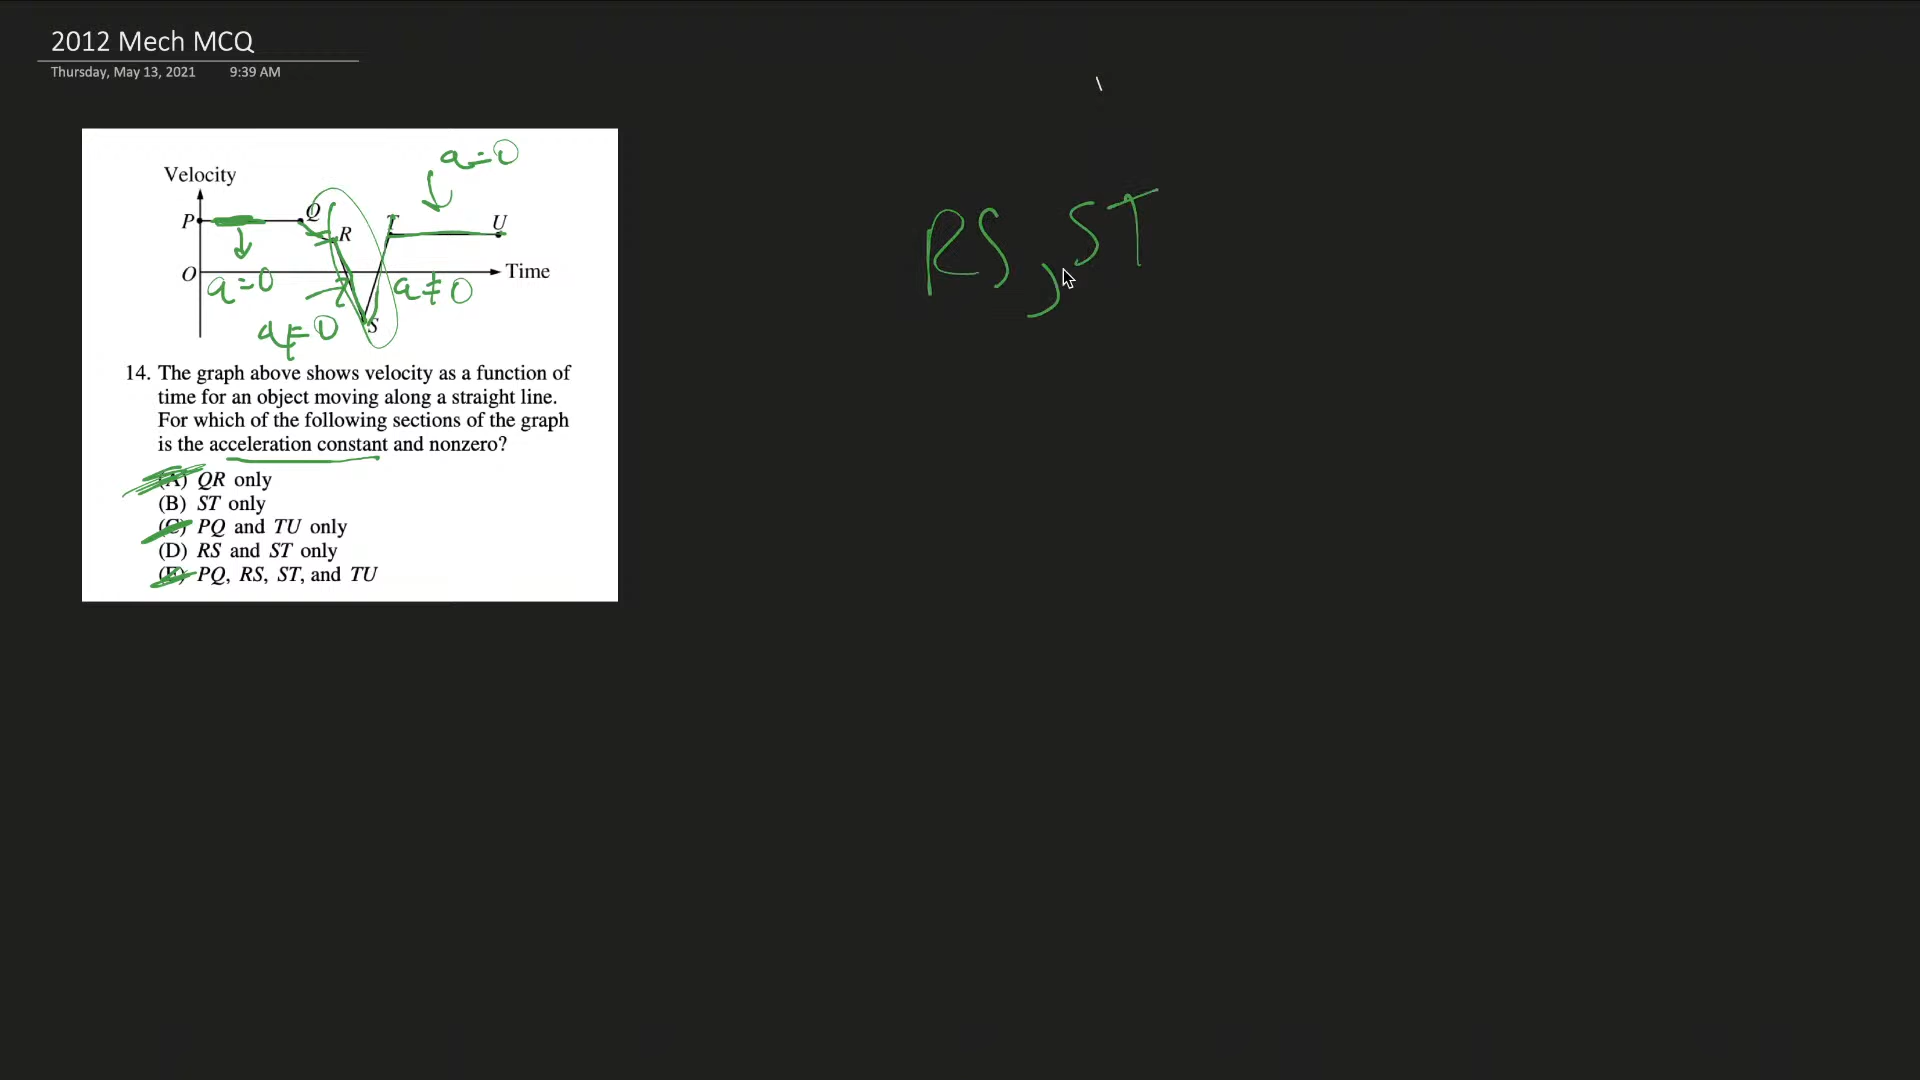 2012 Mech MCQ
Thursday, May 13, 2021 9:39 AM
a=0
Velocity
P Q T U
R
O Time
a=0 a≠0
a≠0 S
RS, ST
14. The graph above shows velocity as a function of
time for an object moving along a straight line.
For which of the following sections of the graph
is the acceleration constant and nonzero?
(A) QR only
(B) ST only
(C) PQ and TU only
(D) RS and ST only
(E) PQ, RS, ST, and TU